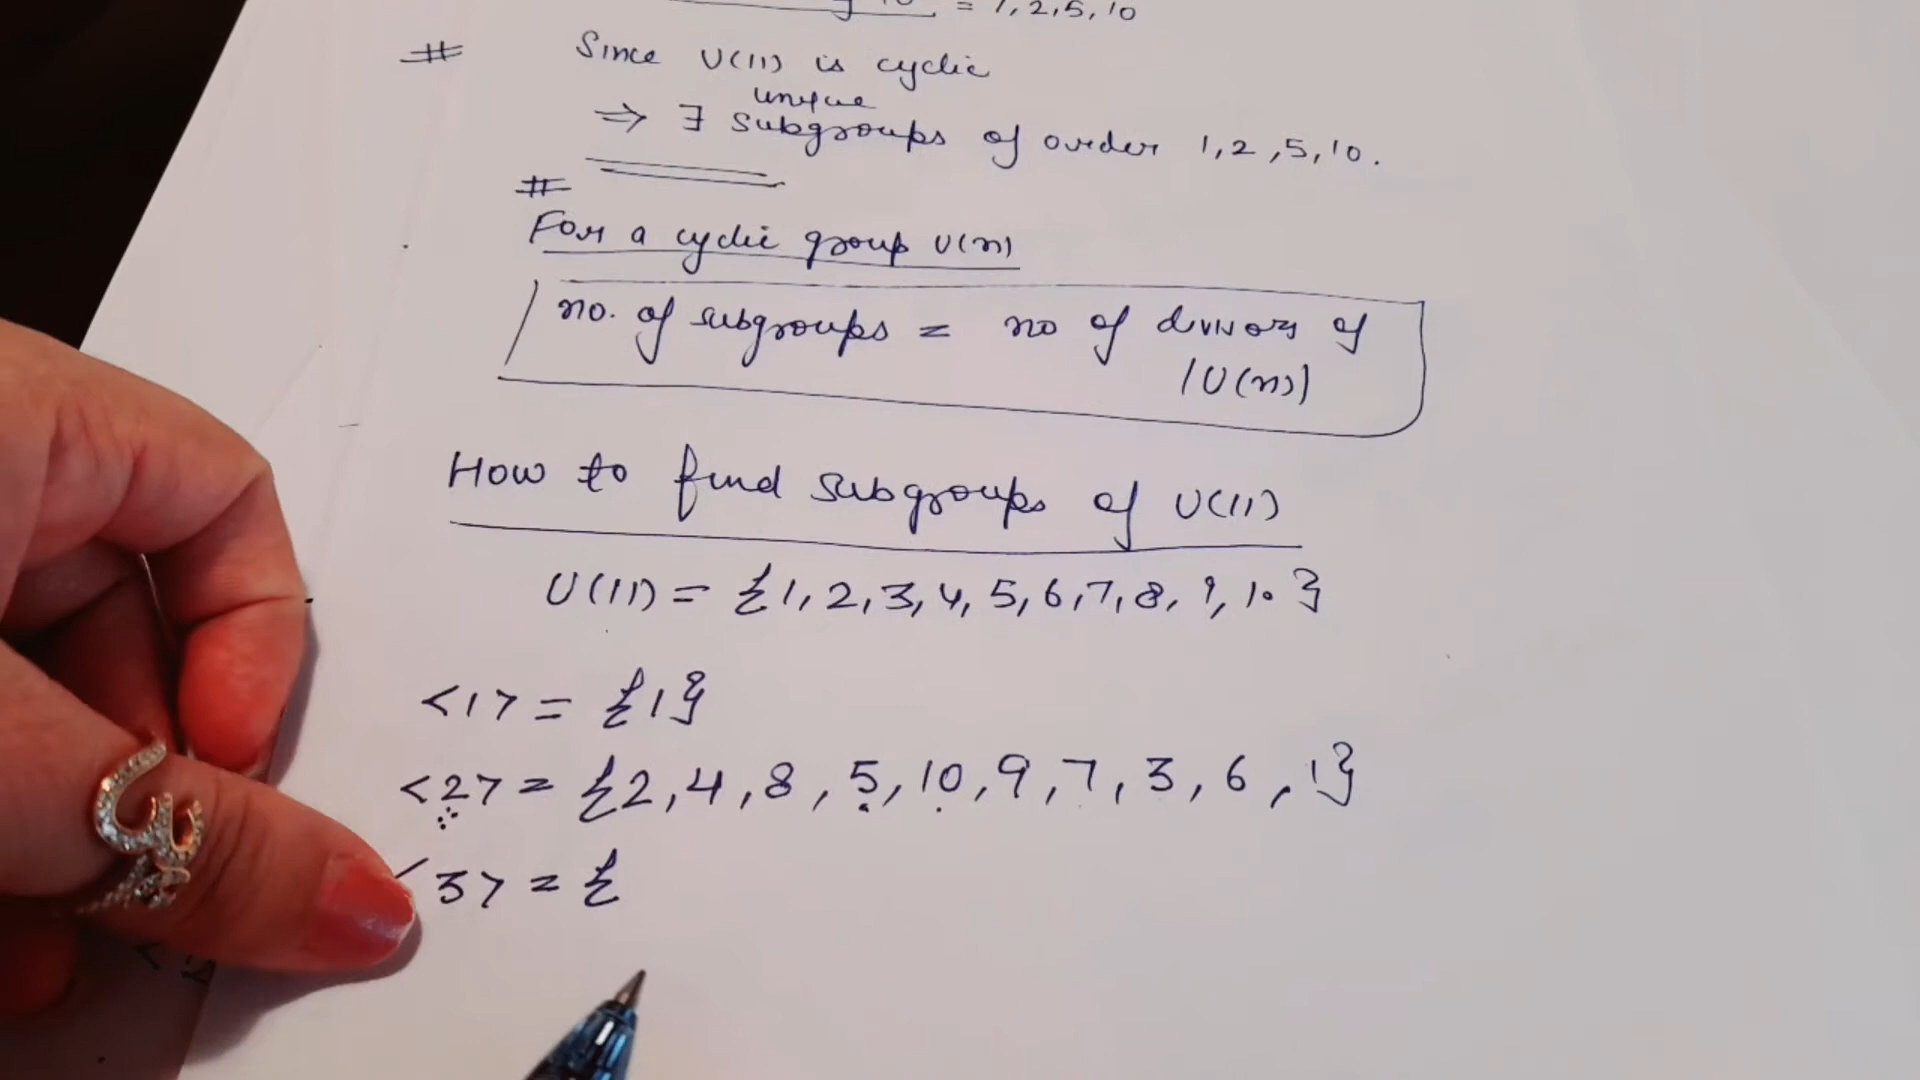 = 1, 2, 5, 10
# Since U(11) is cyclic
unique
⇒ ∃ subgroups of order 1, 2, 5, 10.
#
For a cyclic group U(n)
no. of subgroups = no of divisors of
|U(n)|
How to find subgroups of U(11)
U(11) = {1, 2, 3, 4, 5, 6, 7, 8, 9, 10}
<1> = {1}
<2> = {2, 4, 8, 5, 10, 9, 7, 3, 6, 1}
<3> = {